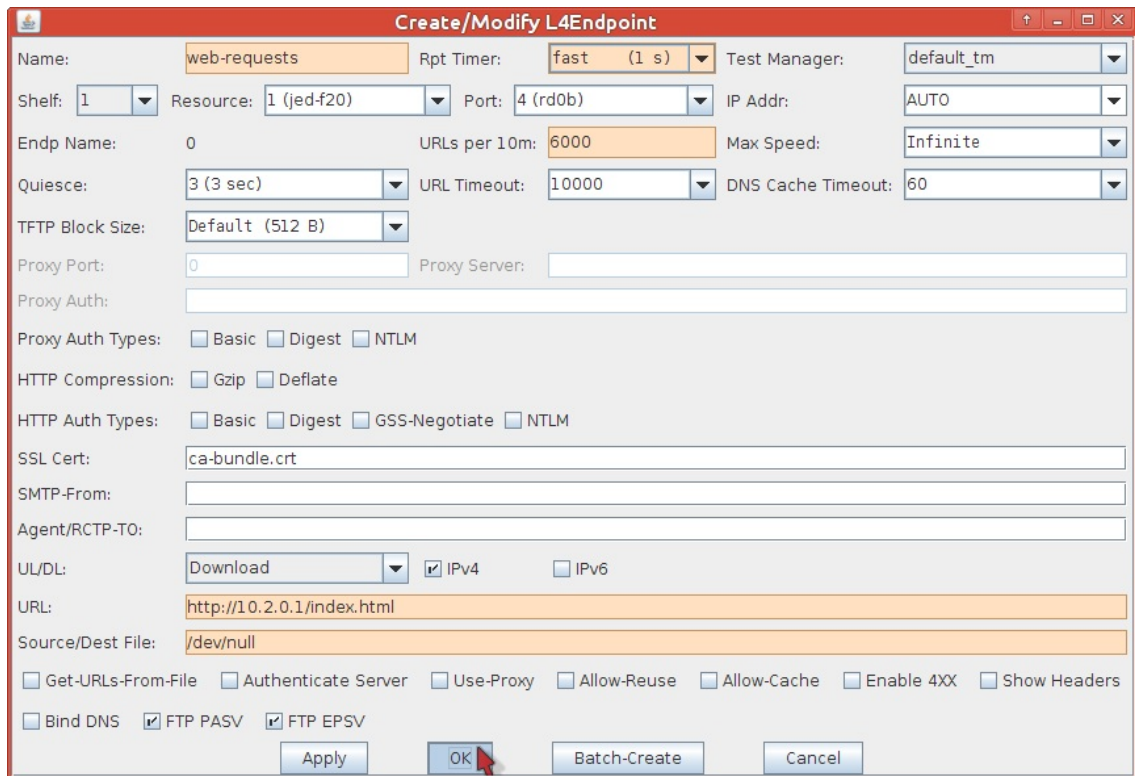 Create/Modify L4Endpoint
Name: web-requests Rpt Timer: fast (1 s) Test Manager: default_tm
Shelf: 1 Resource: 1 (jed-f20) Port: 4 (rd0b) IP Addr: AUTO
Endp Name: 0 URLs per 10m: 6000 Max Speed: Infinite
Quiesce: 3 (3 sec) URL Timeout: 10000 DNS Cache Timeout: 60
TFTP Block Size: Default (512 B)
Proxy Port: 0 Proxy Server:
Proxy Auth:
Proxy Auth Types: Basic Digest NTLM
HTTP Compression: Gzip Deflate
HTTP Auth Types: Basic Digest GSS-Negotiate NTLM
SSL Cert: ca-bundle.crt
SMTP-From:
Agent/RCTP-TO:
UL/DL: Download IPv4 IPv6
URL: http://10.2.0.1/index.html
Source/Dest File: /dev/null
Get-URLs-From-File Authenticate Server Use-Proxy Allow-Reuse Allow-Cache Enable 4XX Show Headers
Bind DNS FTP PASV FTP EPSV
Apply OK Batch-Create Cancel